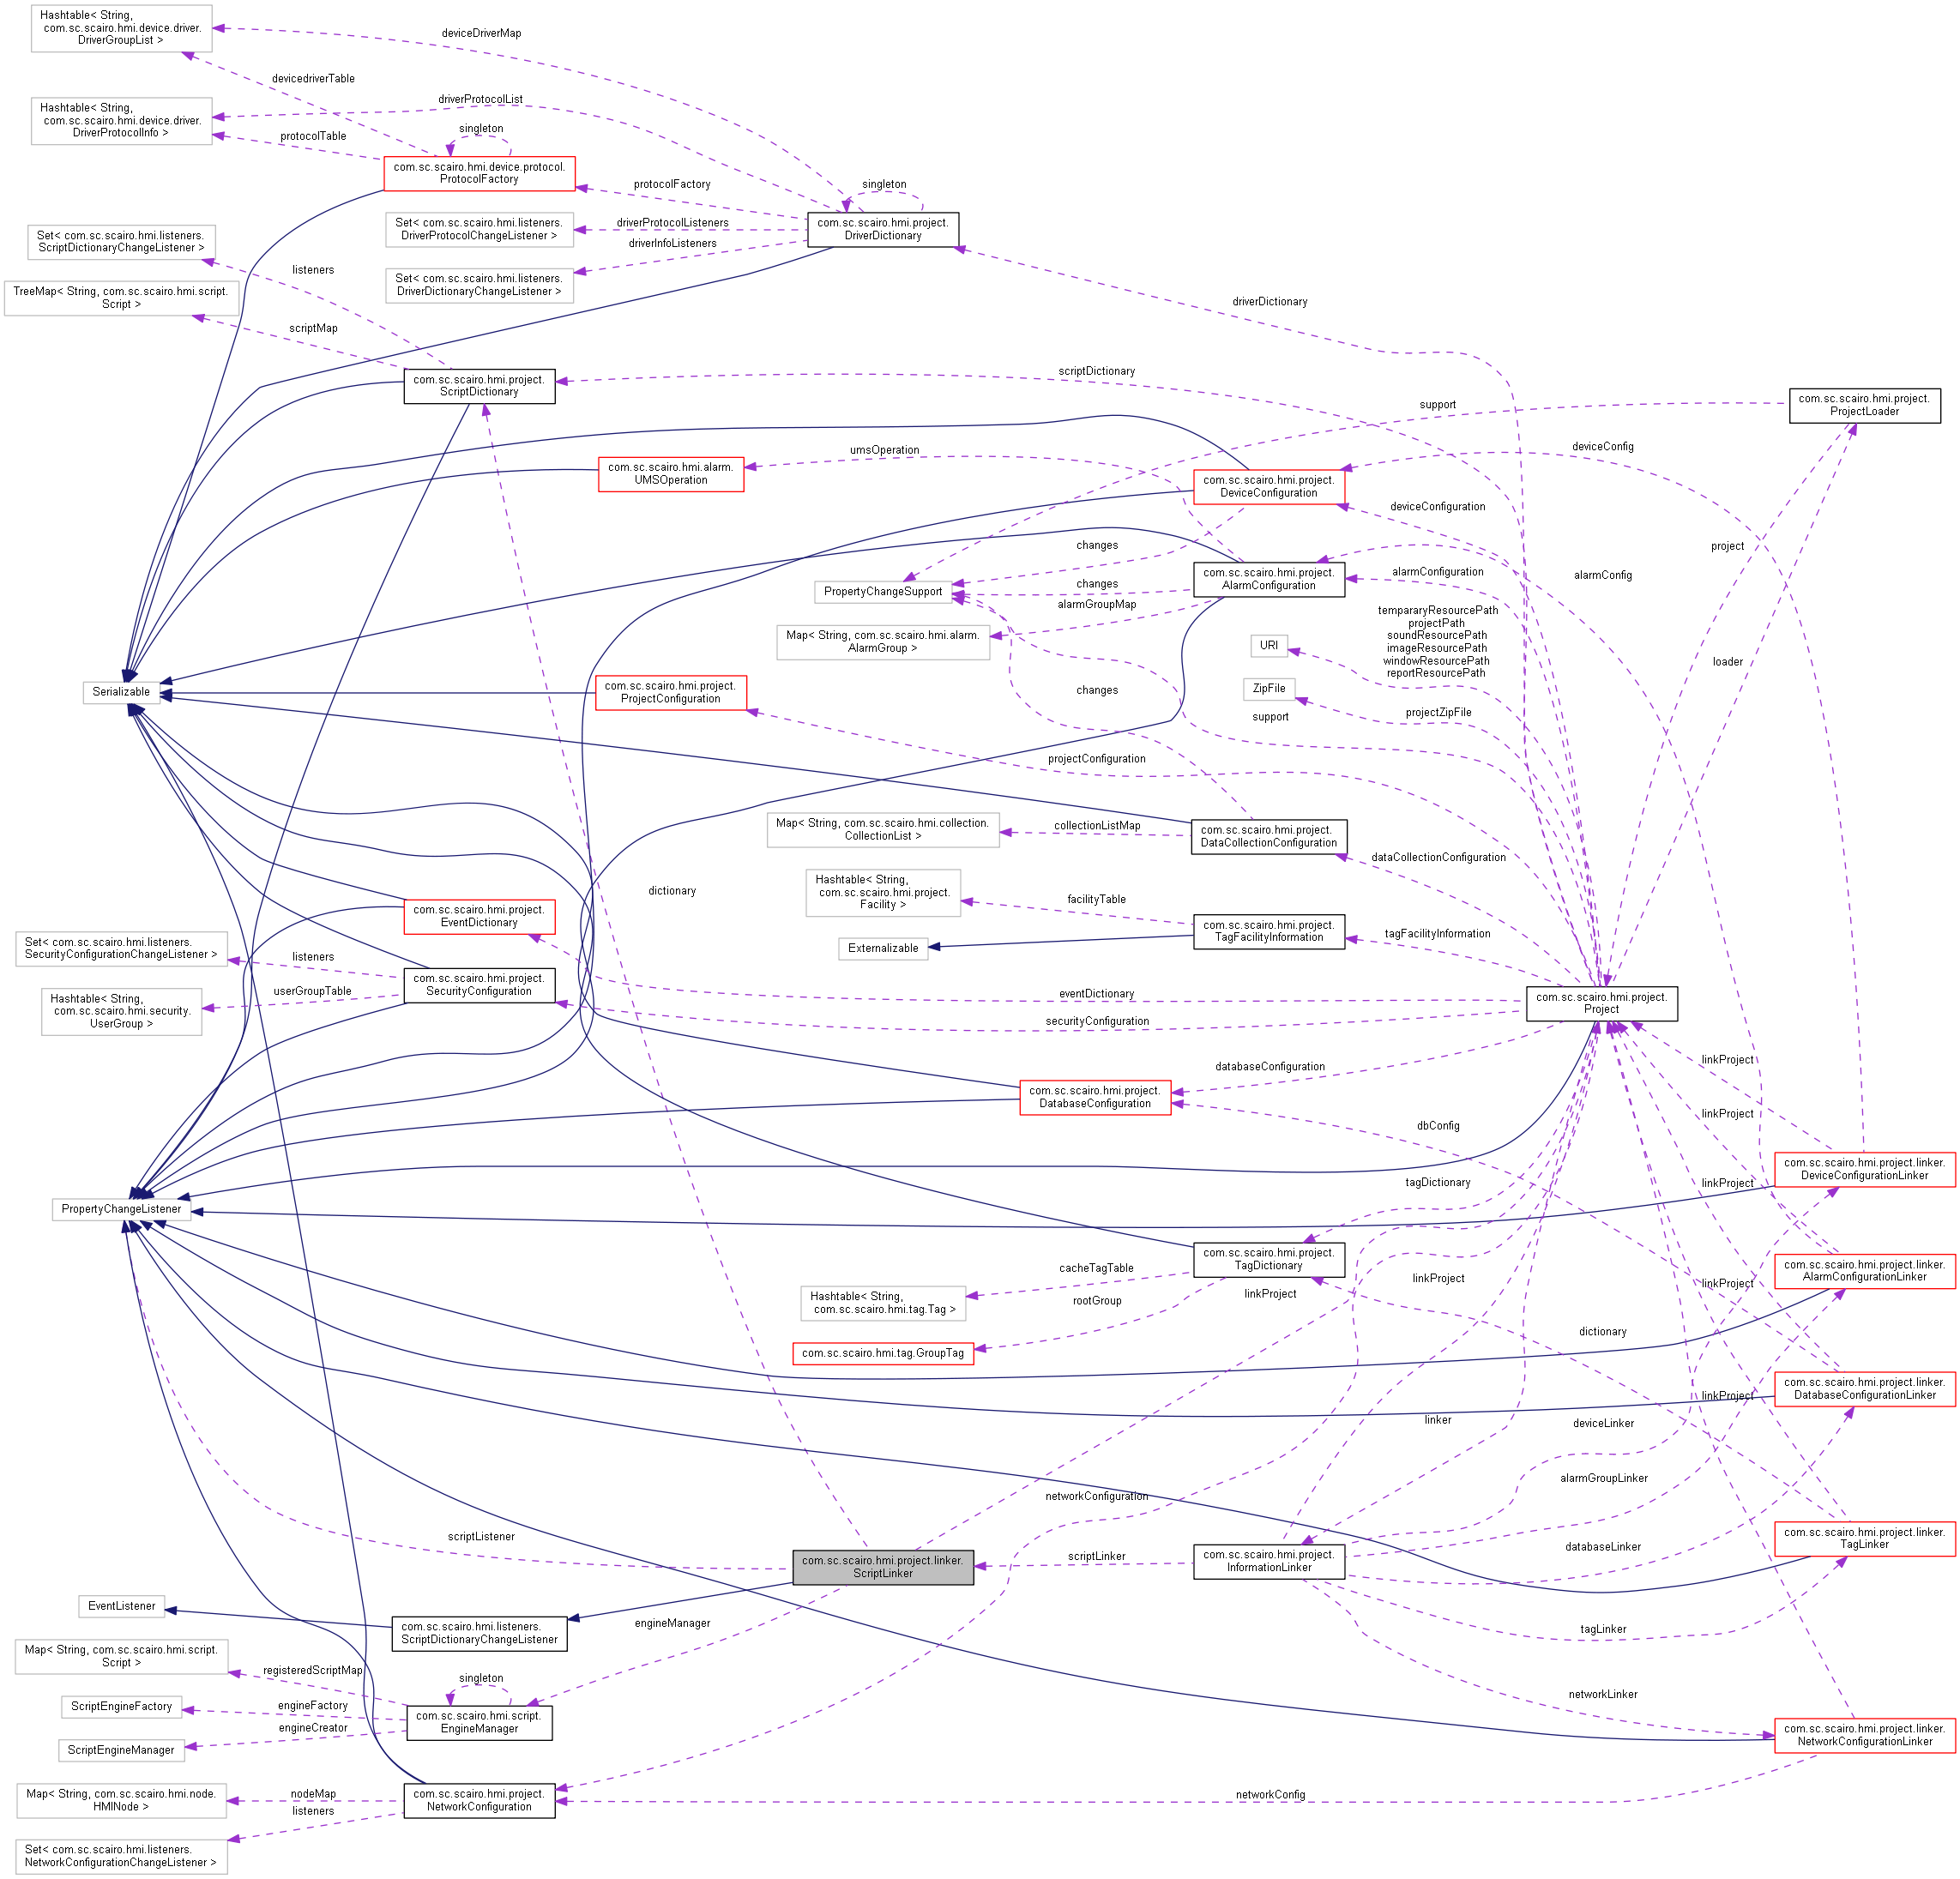 Hashtable< String,
com.sc.scairo.hmi.device.driver.
DriverGroupList >
deviceDriverMap
devicedriverTable
Hashtable< String,
com.sc.scairo.hmi.device.driver.
DriverProtocolInfo >
driverProtocolList
protocolTable
singleton
com.sc.scairo.hmi.device.protocol.
ProtocolFactory
protocolFactory
singleton
com.sc.scairo.hmi.project.
DriverDictionary
Set< com.sc.scairo.hmi.listeners.
DriverProtocolChangeListener >
driverProtocolListeners
driverInfoListeners
Set< com.sc.scairo.hmi.listeners.
DriverDictionaryChangeListener >
Set< com.sc.scairo.hmi.listeners.
ScriptDictionaryChangeListener >
listeners
TreeMap< String, com.sc.scairo.hmi.script.
Script >
scriptMap
driverDictionary
com.sc.scairo.hmi.project.
ScriptDictionary
scriptDictionary
support
com.sc.scairo.hmi.project.
ProjectLoader
umsOperation
com.sc.scairo.hmi.alarm.
UMSOperation
com.sc.scairo.hmi.project.
DeviceConfiguration
deviceConfig
deviceConfiguration
changes
project
PropertyChangeSupport
changes
com.sc.scairo.hmi.project.
AlarmConfiguration
alarmConfiguration
alarmConfig
alarmGroupMap
Map< String, com.sc.scairo.hmi.alarm.
AlarmGroup >
tempararyResourcePath
projectPath
soundResourcePath
imageResourcePath
windowResourcePath
reportResourcePath
URI
loader
Serializable
com.sc.scairo.hmi.project.
ProjectConfiguration
changes
ZipFile
projectZipFile
support
projectConfiguration
Map< String, com.sc.scairo.hmi.collection.
CollectionList >
collectionListMap
com.sc.scairo.hmi.project.
DataCollectionConfiguration
dataCollectionConfiguration
Hashtable< String,
com.sc.scairo.hmi.project.
Facility >
facilityTable
dictionary
com.sc.scairo.hmi.project.
EventDictionary
Externalizable
com.sc.scairo.hmi.project.
TagFacilityInformation
tagFacilityInformation
Set< com.sc.scairo.hmi.listeners.
SecurityConfigurationChangeListener >
listeners
com.sc.scairo.hmi.project.
SecurityConfiguration
userGroupTable
Hashtable< String,
com.sc.scairo.hmi.security.
UserGroup >
eventDictionary
securityConfiguration
com.sc.scairo.hmi.project.
Project
databaseConfiguration
linkProject
com.sc.scairo.hmi.project.
DatabaseConfiguration
dbConfig
linkProject
com.sc.scairo.hmi.project.linker.
DeviceConfigurationLinker
tagDictionary
linkProject
PropertyChangeListener
com.sc.scairo.hmi.project.
TagDictionary
cacheTagTable
Hashtable< String,
com.sc.scairo.hmi.tag.Tag >
rootGroup
linkProject
linkProject
linkProject
com.sc.scairo.hmi.project.linker.
AlarmConfigurationLinker
dictionary
com.sc.scairo.hmi.tag.GroupTag
com.sc.scairo.hmi.project.linker.
DatabaseConfigurationLinker
linkProject
linker
deviceLinker
alarmGroupLinker
networkConfiguration
scriptListener
com.sc.scairo.hmi.project.linker.
ScriptLinker
scriptLinker
com.sc.scairo.hmi.project.
InformationLinker
databaseLinker
com.sc.scairo.hmi.project.linker.
TagLinker
EventListener
com.sc.scairo.hmi.listeners.
ScriptDictionaryChangeListener
engineManager
tagLinker
Map< String, com.sc.scairo.hmi.script.
Script >
registeredScriptMap
singleton
networkLinker
ScriptEngineFactory
engineFactory
com.sc.scairo.hmi.script.
EngineManager
engineCreator
ScriptEngineManager
com.sc.scairo.hmi.project.linker.
NetworkConfigurationLinker
Map< String, com.sc.scairo.hmi.node.
HMINode >
nodeMap
com.sc.scairo.hmi.project.
NetworkConfiguration
networkConfig
listeners
Set< com.sc.scairo.hmi.listeners.
NetworkConfigurationChangeListener >